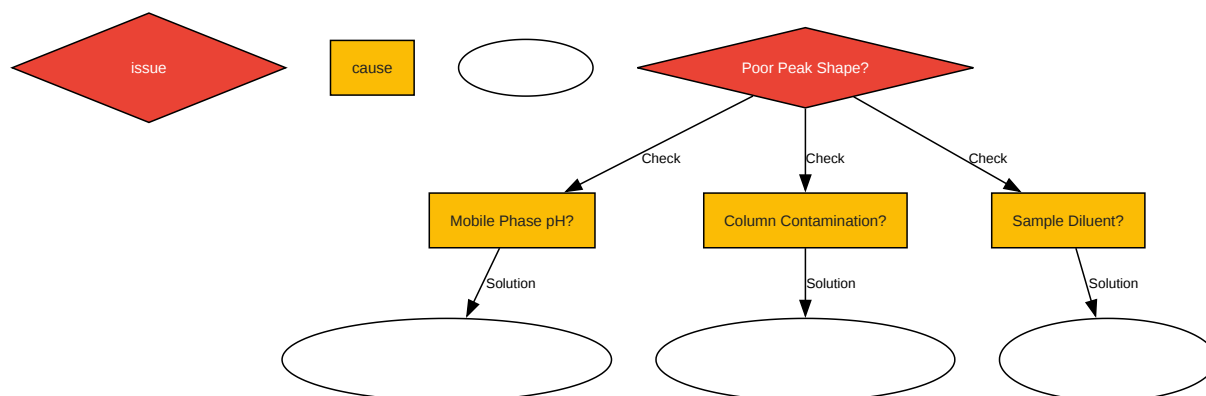 issue
cause
Poor Peak Shape?
Check
Check
Check
Mobile Phase pH?
Column Contamination?
Sample Diluent?
Solution
Solution
Solution